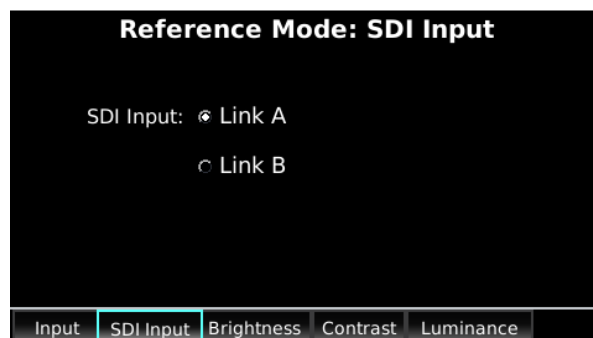 Reference Mode: SDI Input
SDI Input: Link A
Link B
Input SDI Input Brightness Contrast Luminance